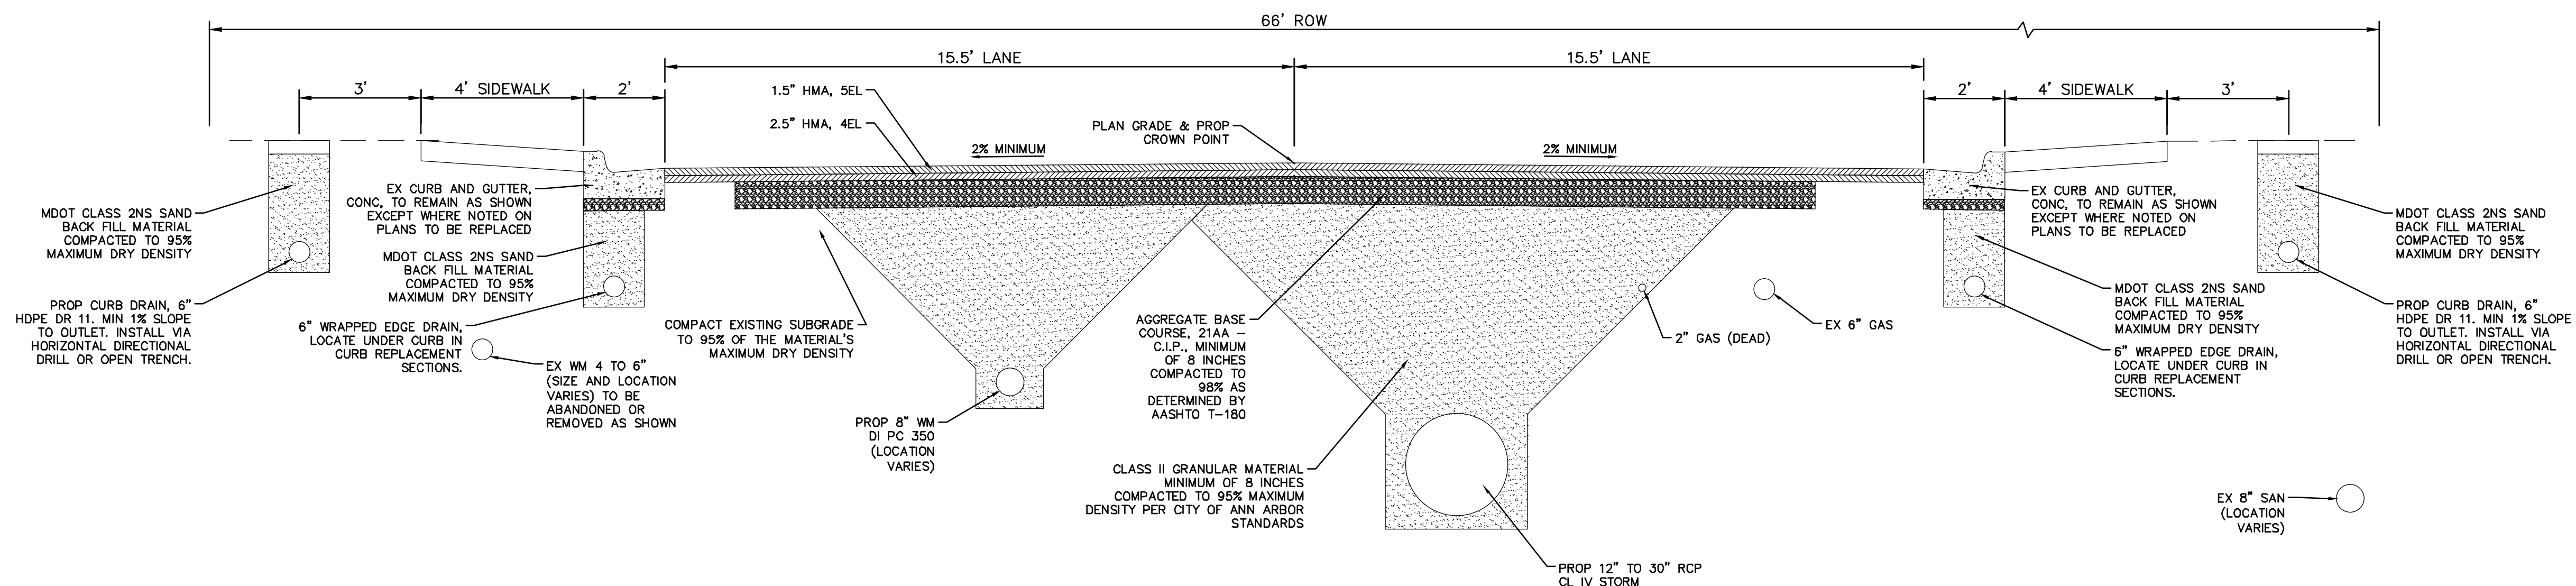 66' ROW
15.5' LANE
15.5' LANE
3'
4' SIDEWALK
2'
2'
4' SIDEWALK
3'
1.5" HMA, 5EL
2.5" HMA, 4EL
PLAN GRADE & PROP
CROWN POINT
2% MINIMUM
2% MINIMUM
MDOT CLASS 2NS SAND
BACK FILL MATERIAL
COMPACTED TO 95%
MAXIMUM DRY DENSITY
PROP CURB DRAIN, 6"
HDPE DR 11. MIN 1% SLOPE
TO OUTLET. INSTALL VIA
HORIZONTAL DIRECTIONAL
DRILL OR OPEN TRENCH.
EX CURB AND GUTTER,
CONC, TO REMAIN AS SHOWN
EXCEPT WHERE NOTED ON
PLANS TO BE REPLACED
MDOT CLASS 2NS SAND
BACK FILL MATERIAL
COMPACTED TO 95%
MAXIMUM DRY DENSITY
6" WRAPPED EDGE DRAIN,
LOCATE UNDER CURB IN
CURB REPLACEMENT
SECTIONS.
EX WM 4 TO 6"
(SIZE AND LOCATION
VARIES) TO BE
ABANDONED OR
REMOVED AS SHOWN
COMPACT EXISTING SUBGRADE
TO 95% OF THE MATERIAL'S
MAXIMUM DRY DENSITY
PROP 8" WM
DI PC 350
(LOCATION
VARIES)
AGGREGATE BASE
COURSE, 21AA -
C.I.P., MINIMUM
OF 8 INCHES
COMPACTED TO
98% AS
DETERMINED BY
AASHTO T-180
CLASS II GRANULAR MATERIAL
MINIMUM OF 8 INCHES
COMPACTED TO 95% MAXIMUM
DENSITY PER CITY OF ANN ARBOR
STANDARDS
PROP 12" TO 30" RCP
CL IV STORM
2" GAS (DEAD)
EX 6" GAS
EX CURB AND GUTTER,
CONC, TO REMAIN AS SHOWN
EXCEPT WHERE NOTED ON
PLANS TO BE REPLACED
MDOT CLASS 2NS SAND
BACK FILL MATERIAL
COMPACTED TO 95%
MAXIMUM DRY DENSITY
6" WRAPPED EDGE DRAIN,
LOCATE UNDER CURB IN
CURB REPLACEMENT
SECTIONS.
MDOT CLASS 2NS SAND
BACK FILL MATERIAL
COMPACTED TO 95%
MAXIMUM DRY DENSITY
PROP CURB DRAIN, 6"
HDPE DR 11. MIN 1% SLOPE
TO OUTLET. INSTALL VIA
HORIZONTAL DIRECTIONAL
DRILL OR OPEN TRENCH.
EX 8" SAN
(LOCATION
VARIES)